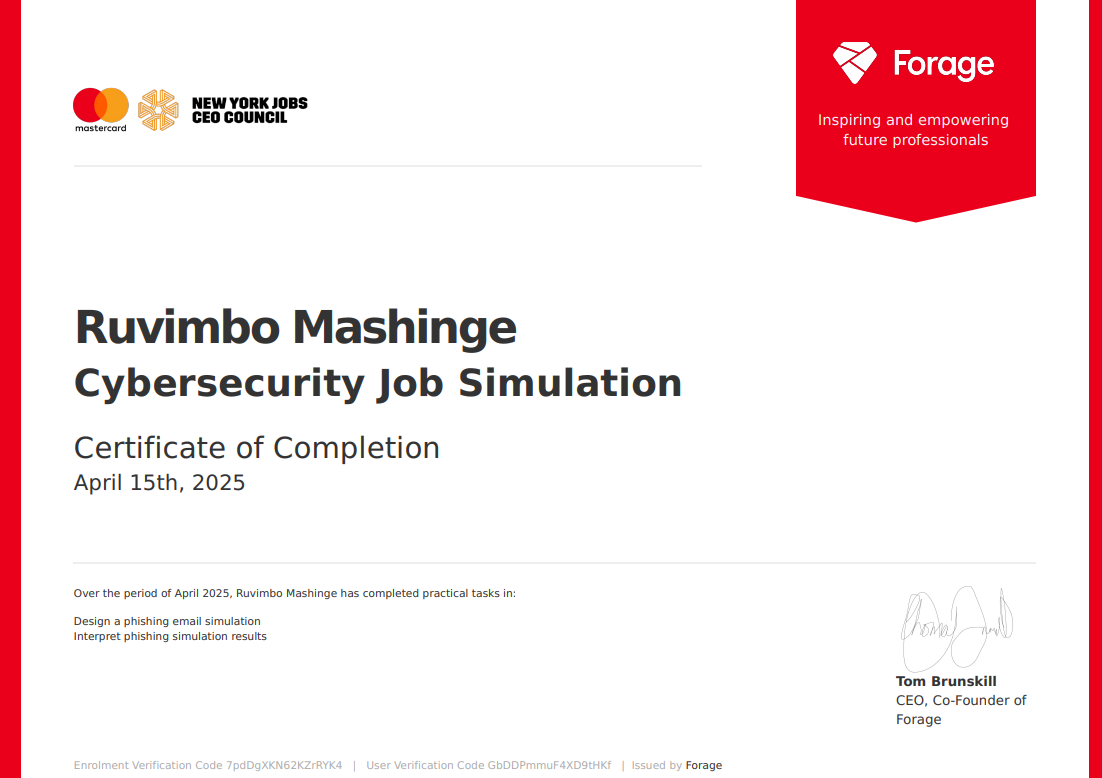 Forage
mastercard
NEW YORK JOBS
CEO COUNCIL
Inspiring and empowering
future professionals
Ruvimbo Mashinge
Cybersecurity Job Simulation
Certificate of Completion
April 15th, 2025
Over the period of April 2025, Ruvimbo Mashinge has completed practical tasks in:
Design a phishing email simulation
Interpret phishing simulation results
Tom Brunskill
CEO, Co-Founder of
Forage
Enrolment Verification Code 7pdDgXKN62KZrRYK4 | User Verification Code GbDDPmmuF4XD9tHKf | Issued by Forage